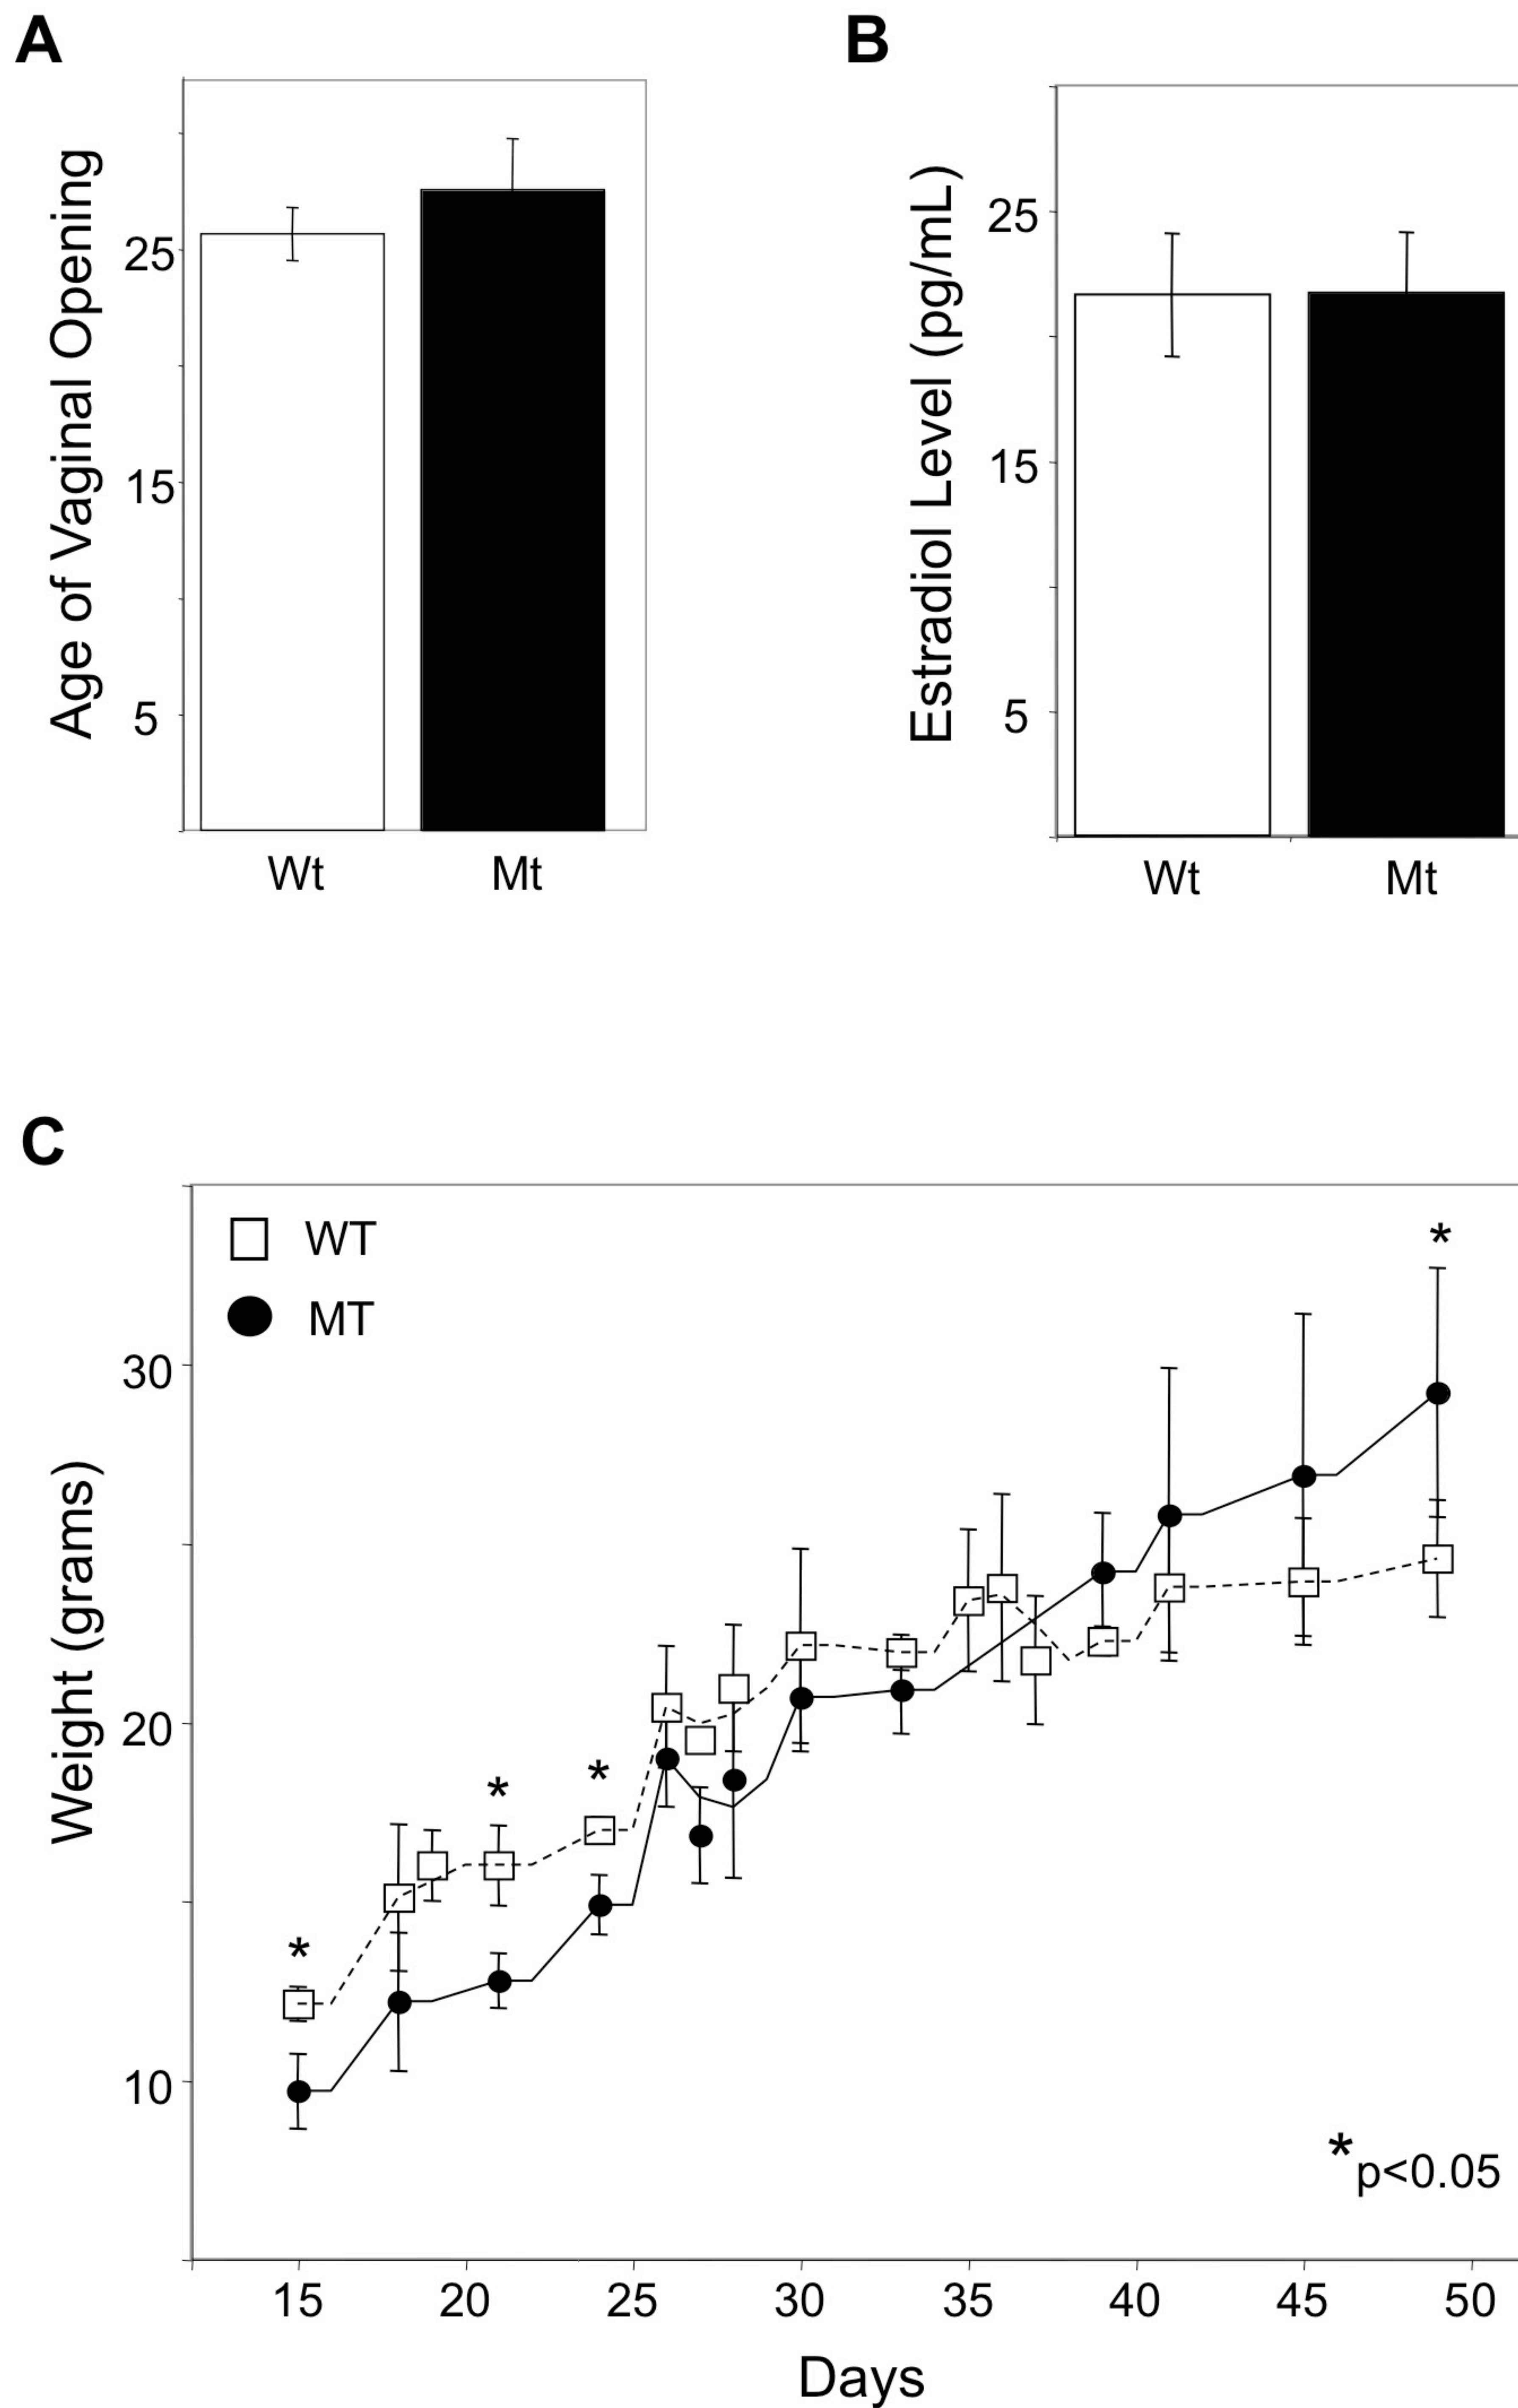 A
Age of Vaginal Opening
25
15
5
Wt Mt
B
Estradiol Level (pg/mL)
25
15
5
Wt Mt
C
WT
MT
Weight (grams)
30
20
10
*
*
*
*
*p<0.05
15 20 25 30 35 40 45 50
Days